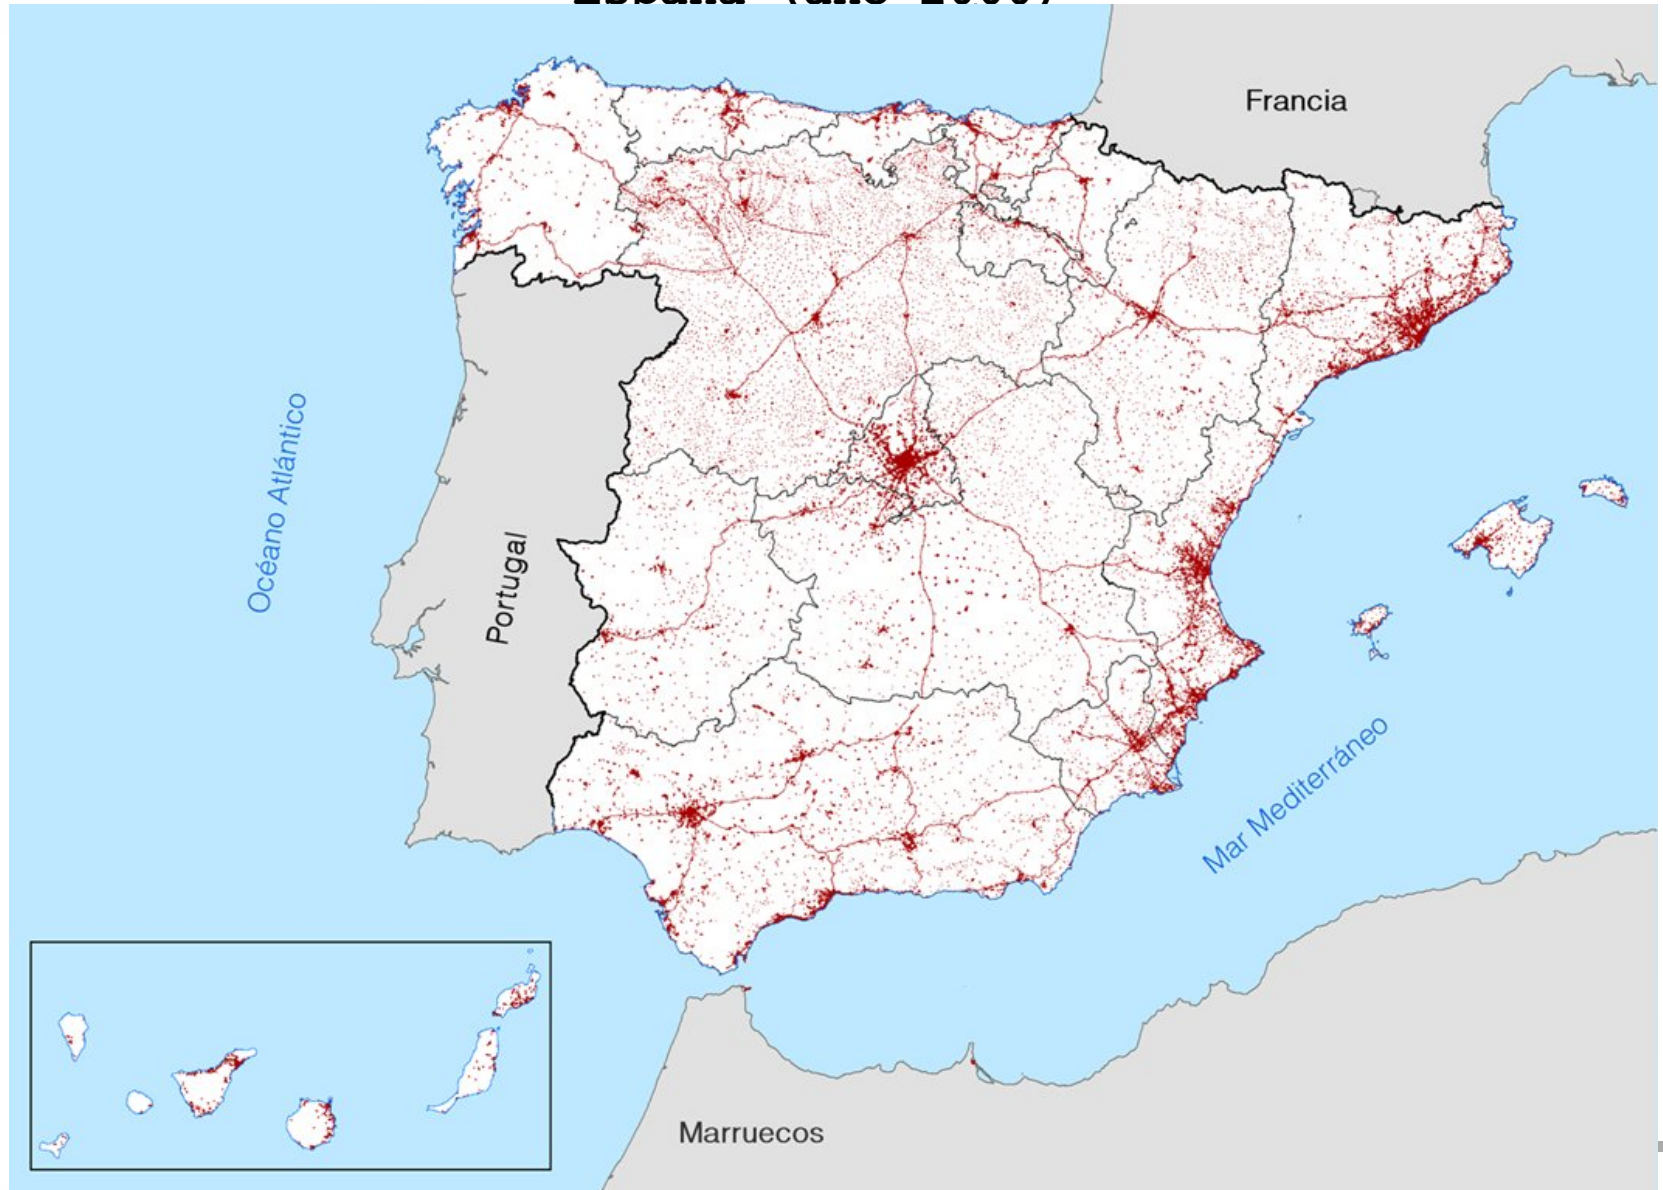 Francia
Océano Atlántico
Portugal
Mar Mediterráneo
Marruecos